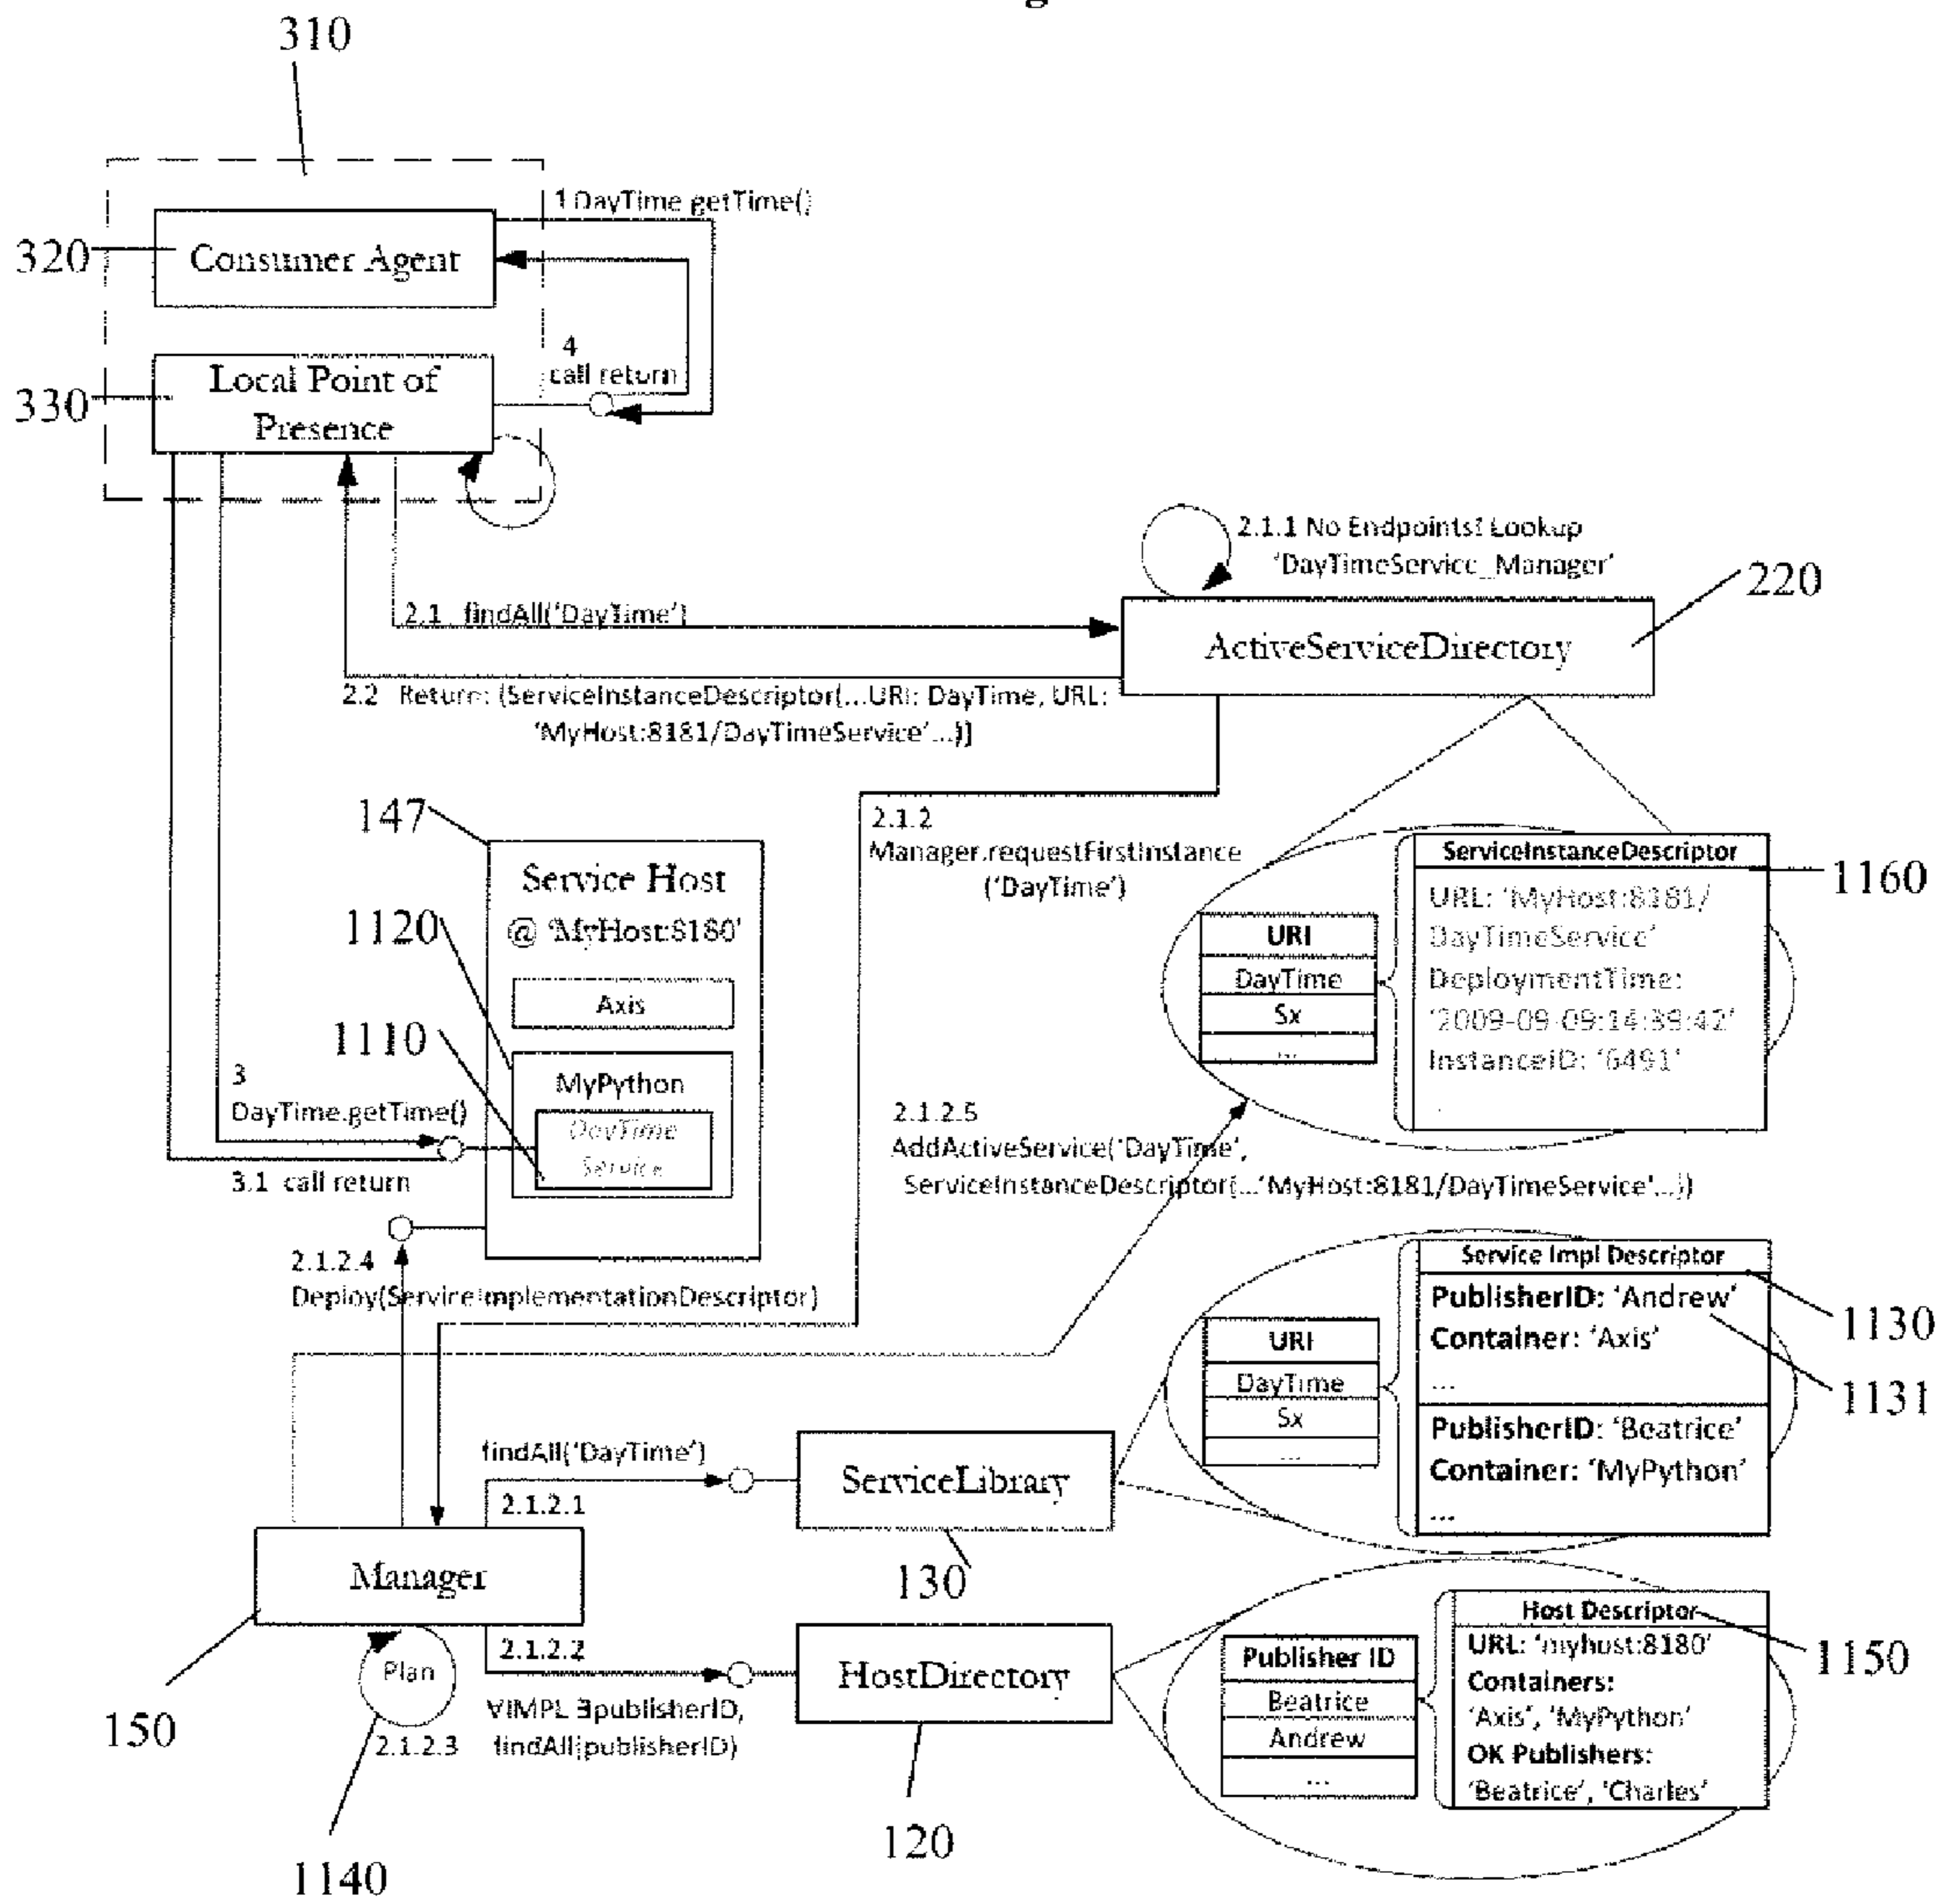 310
1 DayTime.getTime()
320
Consumer Agent
4
call return
330
Local Point of
Presence
2.1.1 No Endpoints! Lookup
'DayTimeService_Manager'
220
2.1. findAll('DayTime')
ActiveServiceDirectory
2.2 Return: (ServiceInstanceDescriptor{...URI: DayTime, URL:
'MyHost:8181/DayTimeService'...}]
147
2.1.2
Manager.requestFirstInstance
('DayTime')
Service Host
@ 'MyHost:8180'
1120
Axis
1110
MyPython
DayTime
Service
ServiceInstanceDescriptor
1160
URL: 'MyHost:8181/
DayTimeService'
DeploymentTime:
'2009-09-09:14:39:42'
InstanceID: '6491'
URI
DayTime
Sx
...
3
DayTime.getTime()
3.1 call return
2.1.2.5
AddActiveService('DayTime',
ServiceInstanceDescriptor{...'MyHost:8181/DayTimeService'...})
2.1.2.4
Deploy(ServiceImplementationDescriptor)
Service Impl Descriptor
1130
PublisherID: 'Andrew'
Container: 'Axis'
...
1131
PublisherID: 'Beatrice'
Container: 'MyPython'
...
URI
DayTime
Sx
...
findAll('DayTime')
2.1.2.1
ServiceLibrary
130
Manager
150
Plan
2.1.2.3
1140
2.1.2.2
∀IMPL ∃publisherID,
findAll(publisherID)
HostDirectory
120
Publisher ID
Beatrice
Andrew
...
Host Descriptor
1150
URL: 'myhost:8180'
Containers:
'Axis', 'MyPython'
OK Publishers:
'Beatrice', 'Charles'